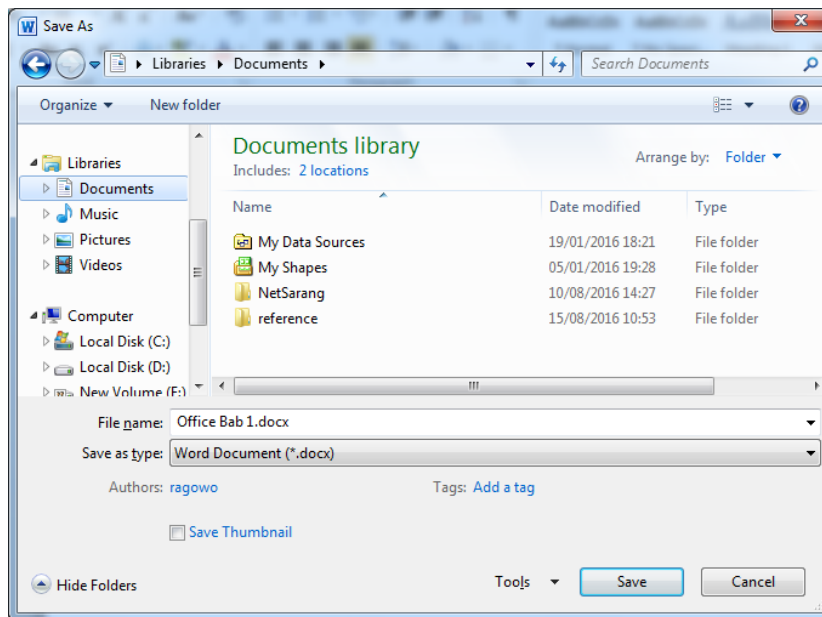 Save As
Libraries Documents
Search Documents
Organize New folder
Libraries
Documents
Music
Pictures
Videos
Computer
Local Disk (C:)
Local Disk (D:)
New Volume (E:)
Documents library
Includes: 2 locations
Arrange by: Folder
Name Date modified Type
My Data Sources 19/01/2016 18:21 File folder
My Shapes 05/01/2016 19:28 File folder
NetSarang 10/08/2016 14:27 File folder
reference 15/08/2016 10:53 File folder
File name: Office Bab 1.docx
Save as type: Word Document (*.docx)
Authors: ragowo Tags: Add a tag
Save Thumbnail
Hide Folders Tools Save Cancel